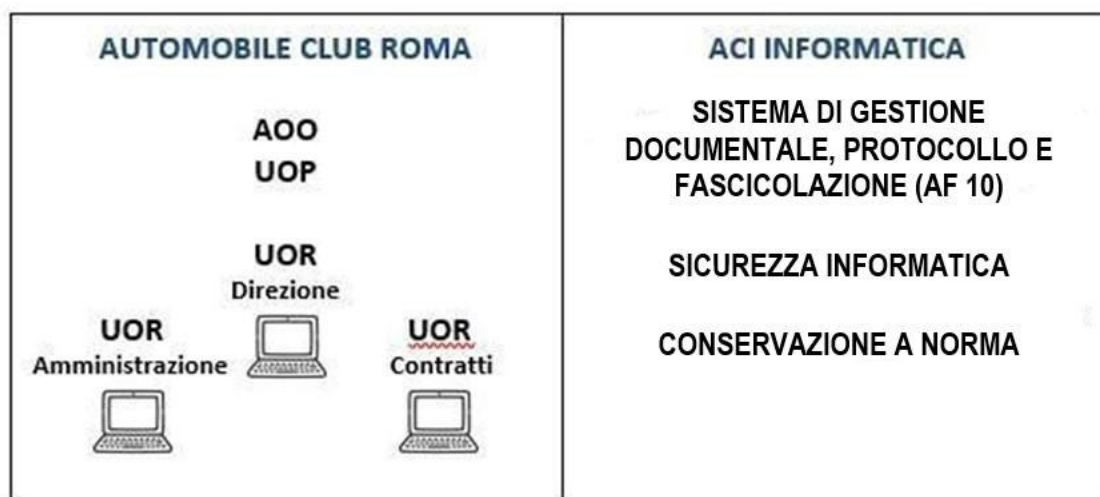 AUTOMOBILE CLUB ROMA
AOO
UOP
UOR
Direzione
UOR
Amministrazione
UOR
Contratti
ACI INFORMATICA
SISTEMA DI GESTIONE
DOCUMENTALE, PROTOCOLLO E
FASCICOLAZIONE (AF 10)
SICUREZZA INFORMATICA
CONSERVAZIONE A NORMA